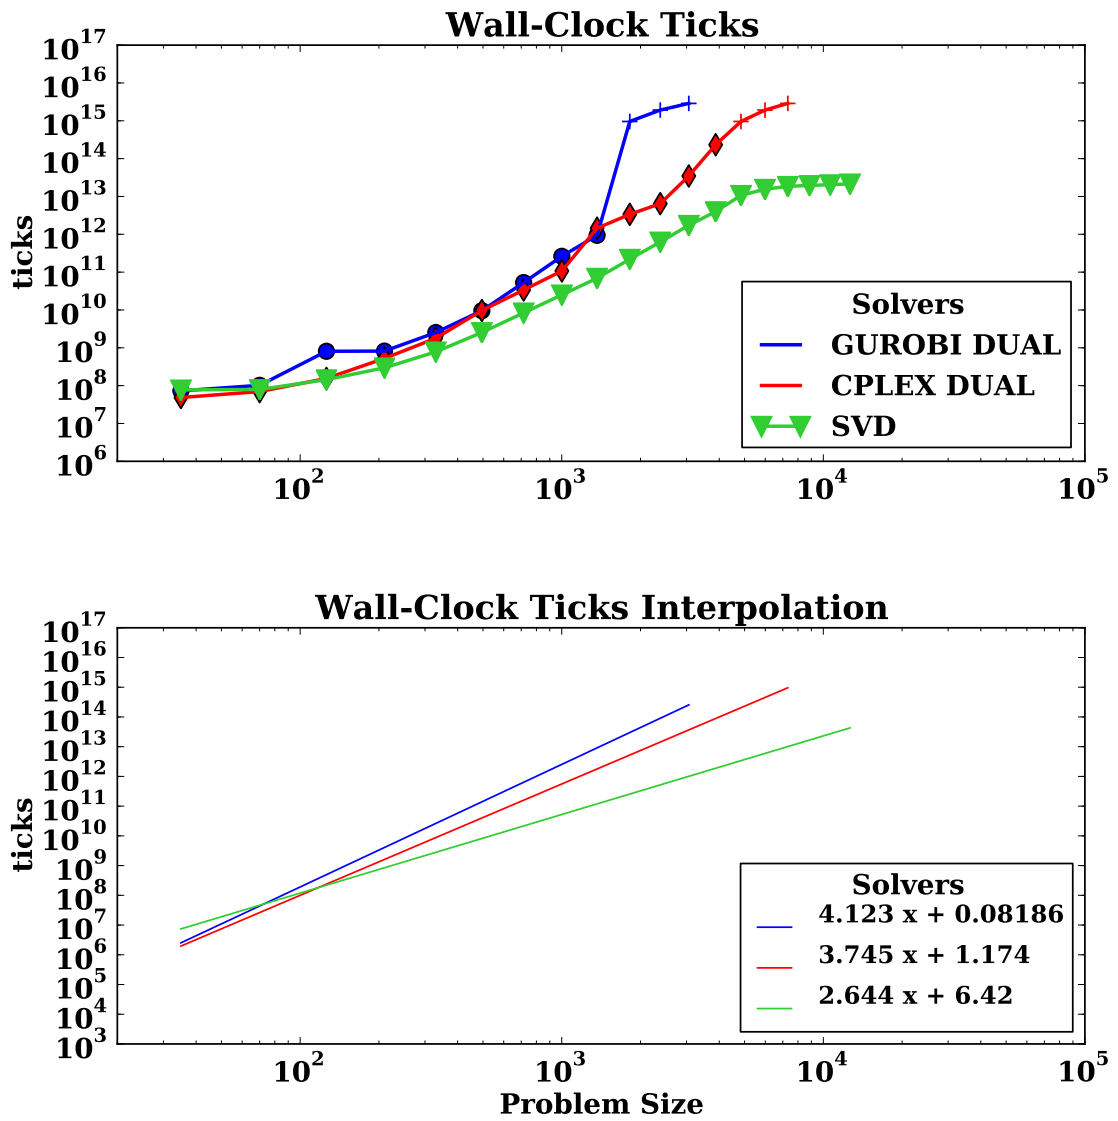 Wall-Clock Ticks
10^17
10^16
10^15
10^14
10^13
10^12
10^11
10^10
10^9
10^8
10^7
10^6
ticks
Solvers
GUROBI DUAL
CPLEX DUAL
SVD
10^2 10^3 10^4 10^5
Wall-Clock Ticks Interpolation
10^17
10^16
10^15
10^14
10^13
10^12
10^11
10^10
10^9
10^8
10^7
10^6
10^5
10^4
10^3
ticks
Solvers
4.123 x + 0.08186
3.745 x + 1.174
2.644 x + 6.42
10^2 10^3 10^4 10^5
Problem Size